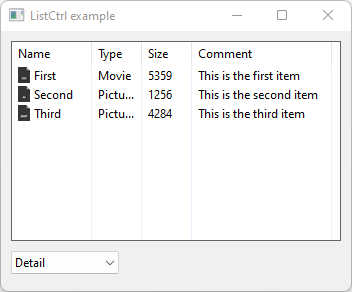 ListCtrl example
Name Type Size Comment
First Movie 5359 This is the first item
Second Pictu... 1256 This is the second item
Third Pictu... 4284 This is the third item
Detail